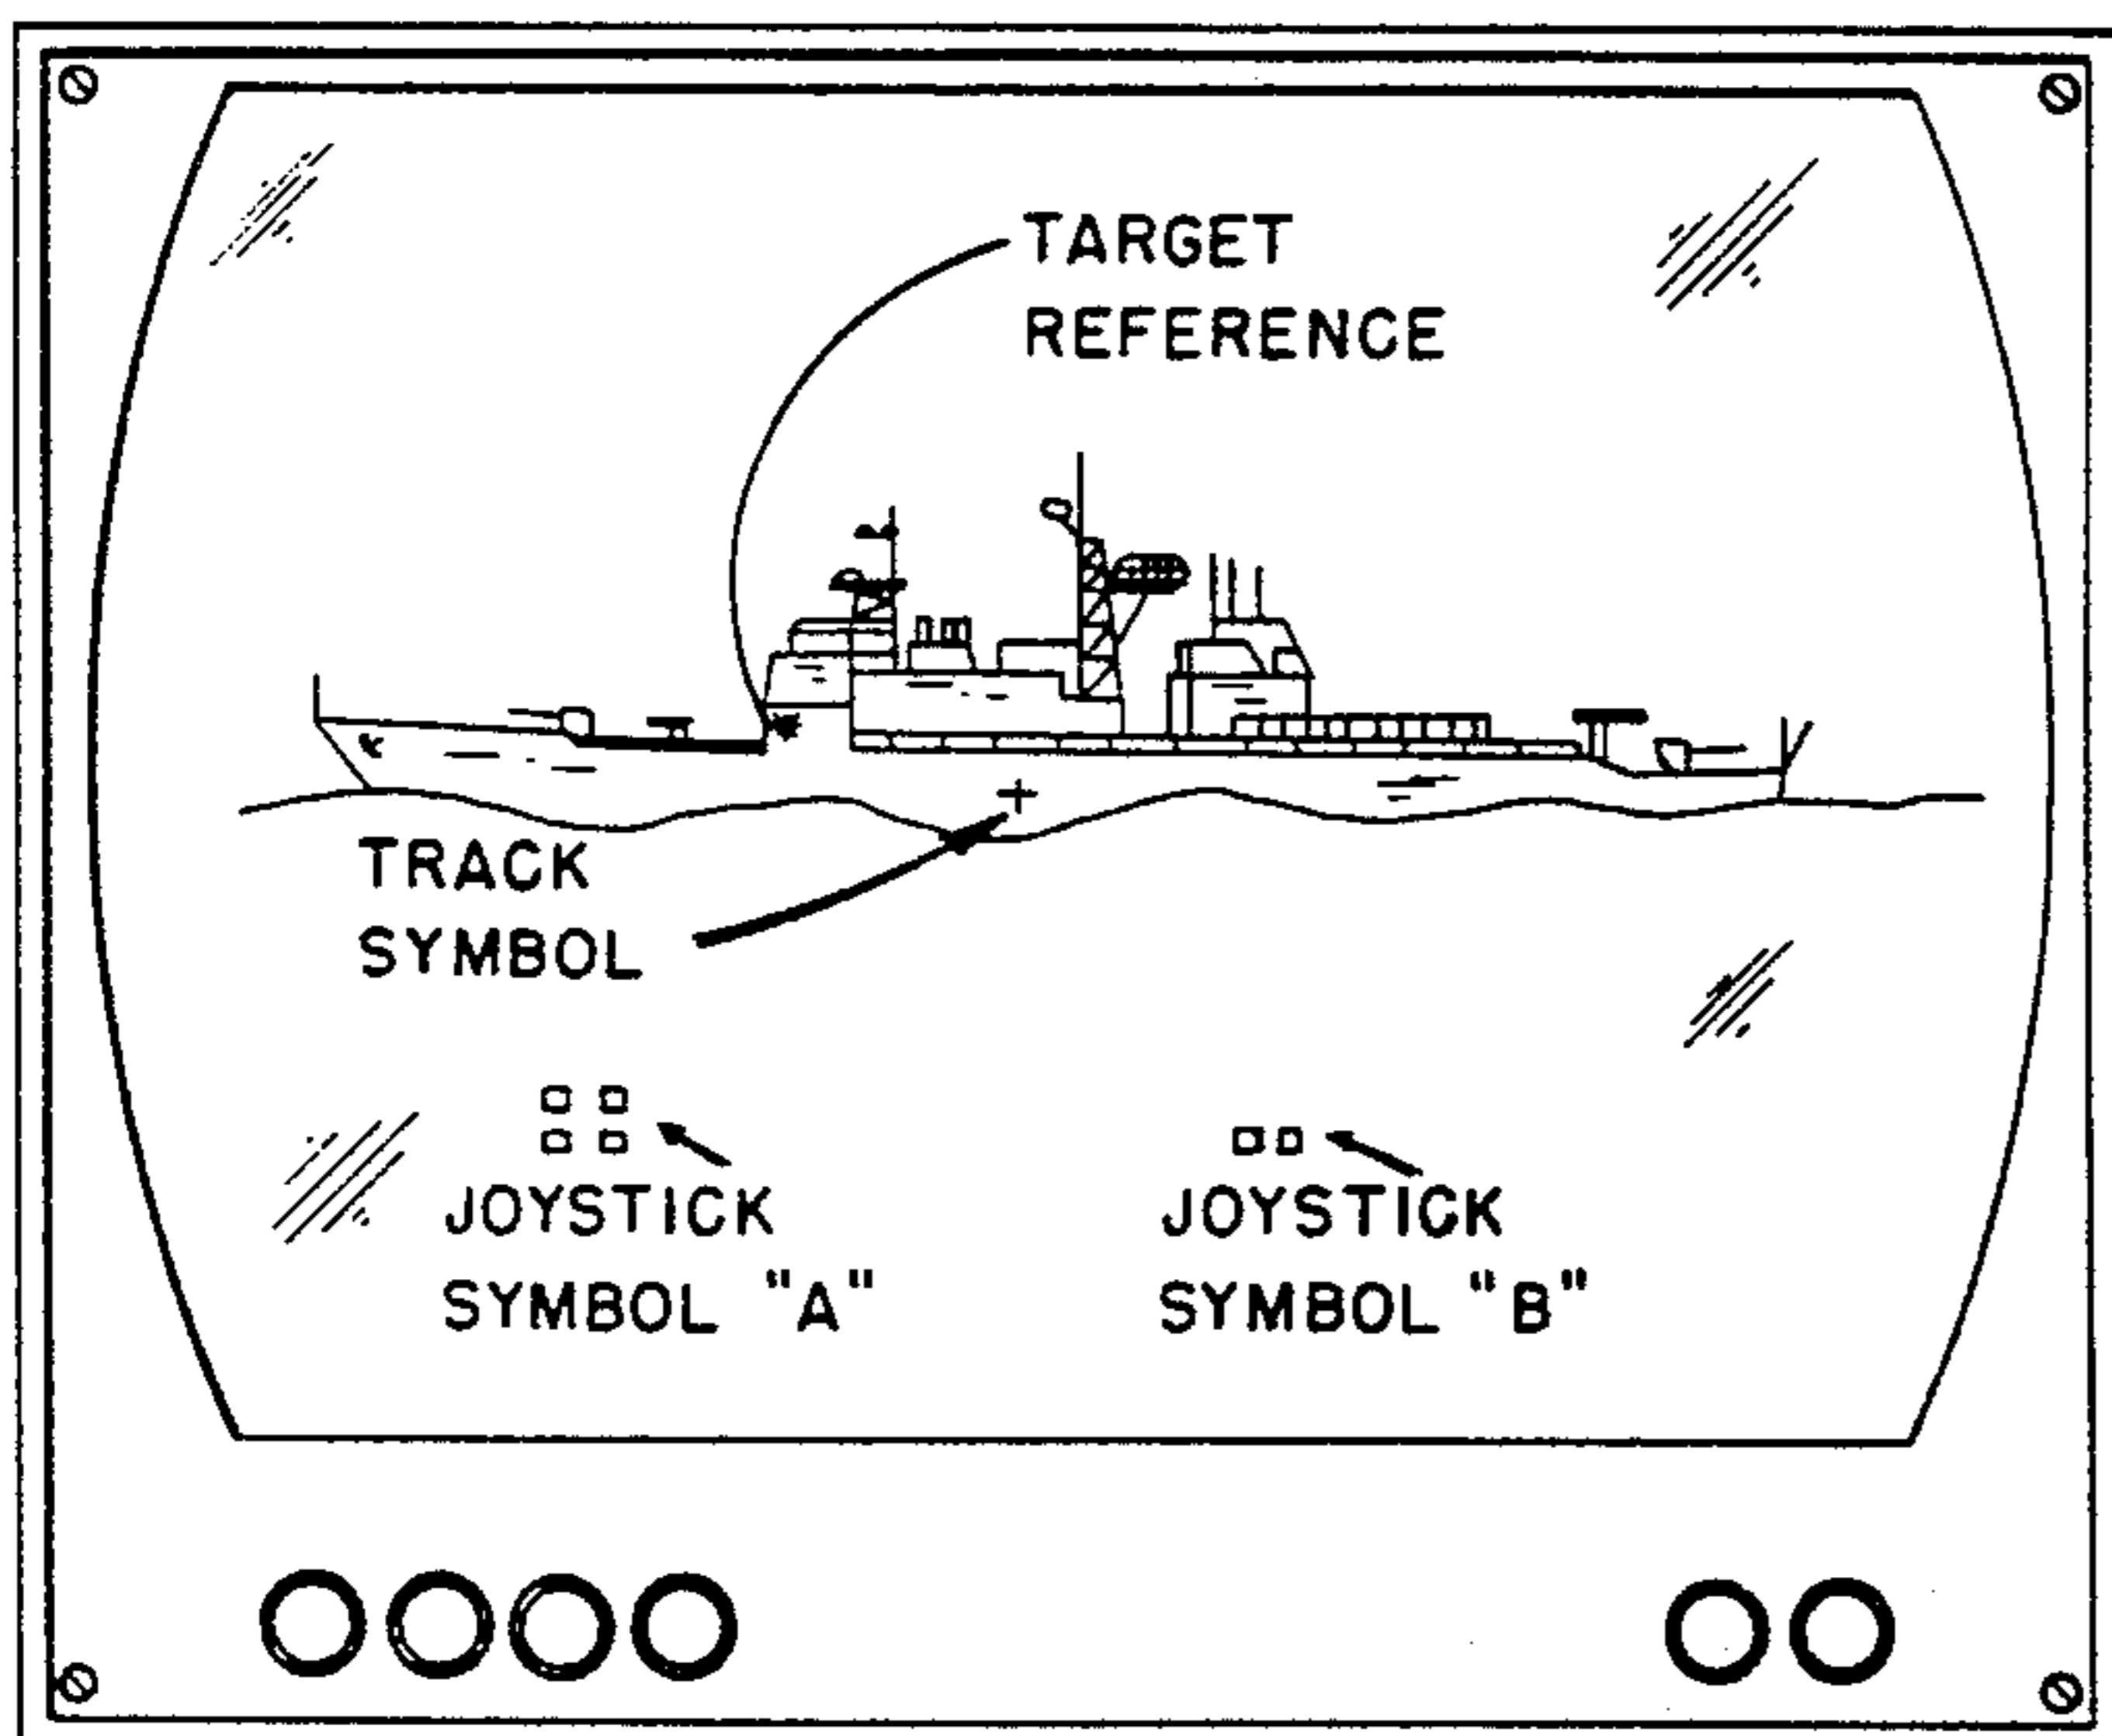 TARGET
REFERENCE
TRACK
SYMBOL
JOYSTICK
SYMBOL "A"
JOYSTICK
SYMBOL "B"